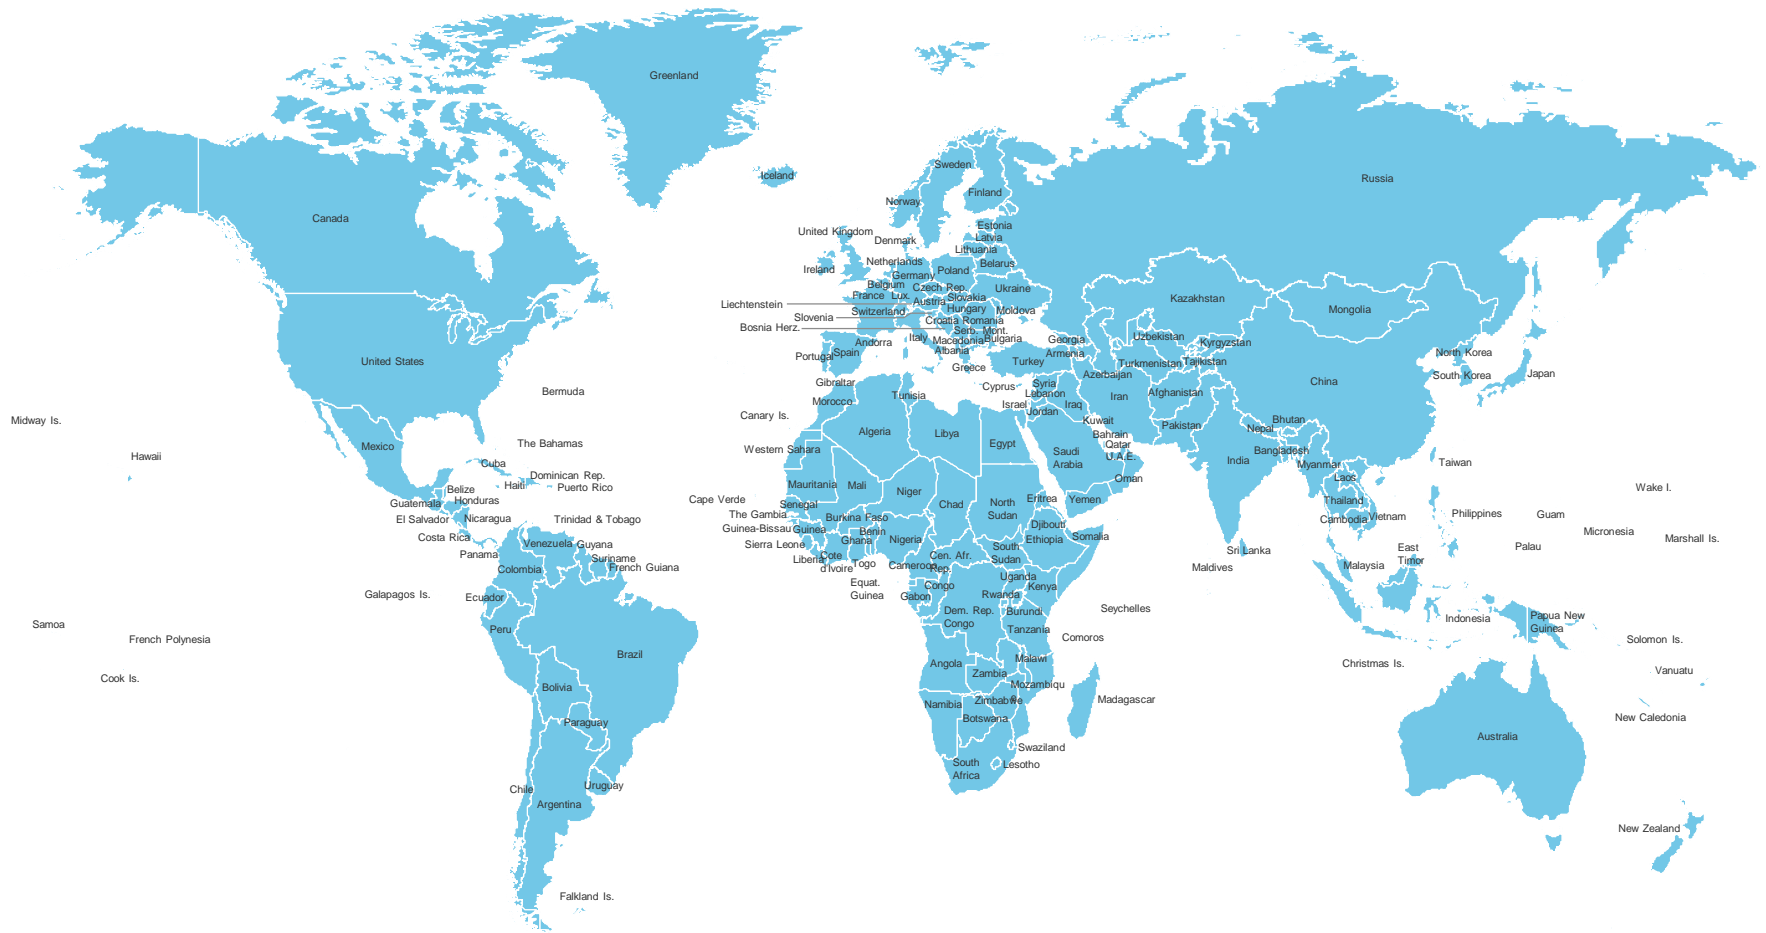 Greenland
Iceland
Sweden
Russia
Finland
Norway
Canada
Estonia
United Kingdom
Latvia
Denmark
Lithuania
Netherlands
Belarus
Ireland
Poland
Germany
Belgium
Czech Rep.
Ukraine
France
Lux.
Slovakia
Kazakhstan
Liechtenstein
Austria
Hungary
Moldova
Mongolia
Switzerland
Slovenia
Croatia
Romania
Bosnia Herz.
Serb. Mont.
Italy
Macedonia
Bulgaria
Georgia
Uzbekistan
Andorra
Kyrgyzstan
Albania
Armenia
North Korea
Portugal
Spain
United States
Turkey
Turkmenistan
Tajikistan
Greece
Azerbaijan
South Korea
Japan
Gibraltar
Cyprus
Syria
China
Bermuda
Tunisia
Lebanon
Iran
Afghanistan
Morocco
Israel
Iraq
Jordan
Canary Is.
Midway Is.
Kuwait
Bhutan
Pakistan
Nepal
Algeria
Libya
Bahrain
The Bahamas
Egypt
Qatar
Mexico
Western Sahara
Saudi
Arabia
U.A.E.
Bangladesh
Hawaii
India
Cuba
Myanmar
Taiwan
Dominican Rep.
Oman
Laos
Haiti
Puerto Rico
Mauritania
Mali
Niger
Wake I.
Belize
Honduras
Cape Verde
Eritrea
Yemen
Thailand
Guatemala
Senegal
Chad
North
Sudan
The Gambia
Philippines
Guam
El Salvador
Nicaragua
Trinidad & Tobago
Burkina Faso
Cambodia
Vietnam
Guinea-Bissau
Guinea
Benin
Djibouti
Micronesia
Costa Rica
Nigeria
Ghana
Ethiopia
Somalia
Marshall Is.
Venezuela
Guyana
Sierra Leone
South
Sudan
East
Timor
Palau
Panama
Suriname
Liberia
Cote
d'Ivoire
Togo
Cen. Afr.
Rep.
Cameroon
Sri Lanka
Maldives
Malaysia
Colombia
French Guiana
Equat.
Guinea
Uganda
Congo
Kenya
Galapagos Is.
Ecuador
Gabon
Rwanda
Seychelles
Dem. Rep.
Congo
Burundi
Indonesia
Papua New
Guinea
Samoa
Peru
Tanzania
French Polynesia
Comoros
Solomon Is.
Brazil
Angola
Malawi
Christmas Is.
Vanuatu
Cook Is.
Zambia
Bolivia
Mozambiqu
e
Zimbabwe
Madagascar
Namibia
Botswana
New Caledonia
Paraguay
Australia
Swaziland
South
Africa
Lesotho
Uruguay
Chile
Argentina
New Zealand
Falkland Is.